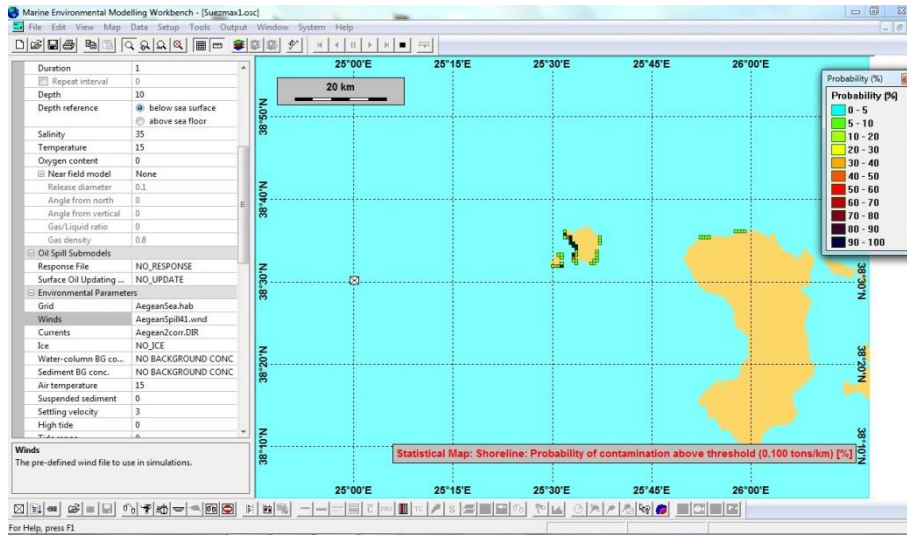 Marine Environmental Modelling Workbench - [Suezmax1.osc]
File Edit View Map Data Setup Tools Output Window System Help
Duration 1
Repeat interval 0
Depth 10
Depth reference below sea surface
above sea floor
Salinity 35
Temperature 15
Oxygen content 0
Near field model None
Release diameter 0.1
Angle from north 0
Angle from vertical 0
Gas/Liquid ratio 0
Gas density 0.8
Oil Spill Submodels
Response File NO_RESPONSE
Surface Oil Updating ... NO_UPDATE
Environmental Parameters
Grid AegeanSea.hab
Winds AegeanSpill41.wnd
Currents Aegean2corr.DIR
Ice NO_ICE
Water-column BG co... NO BACKGROUND CONC
Sediment BG conc. NO BACKGROUND CONC
Air temperature 15
Suspended sediment 0
Settling velocity 3
High tide 0
Winds
The pre-defined wind file to use in simulations.
25°00'E 25°15'E 25°30'E 25°45'E 26°00'E
20 km
38°50'N
38°40'N
38°30'N 38°30'N
38°20'N 38°20'N
38°10'N 38°10'N
Probability (%)
Probability [%]
0 - 5
5 - 10
10 - 20
20 - 30
30 - 40
40 - 50
50 - 60
60 - 70
70 - 80
80 - 90
90 - 100
Statistical Map: Shoreline: Probability of contamination above threshold (0.100 tons/km) [%]
25°00'E 25°15'E 25°30'E 25°45'E 26°00'E
For Help, press F1